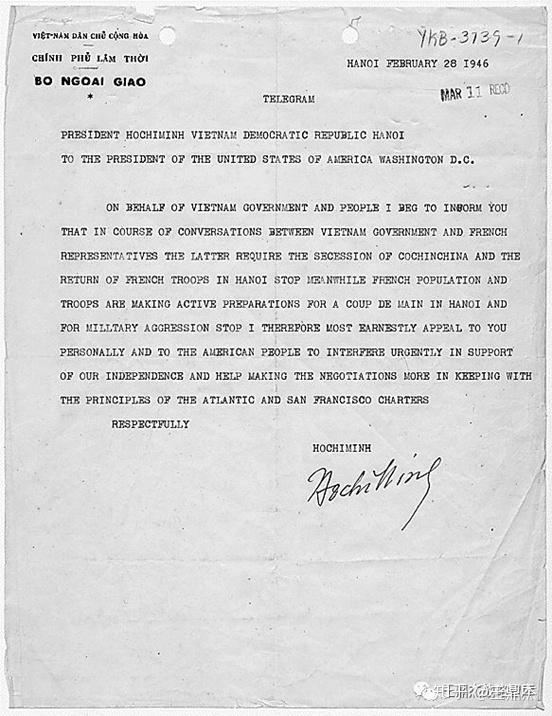 VIỆT-NAM DÂN CHỦ CỘNG HÒA
CHÍNH PHỦ LÂM THỜI
BO NGOAI GIAO
YKB-3739-1
HANOI FEBRUARY 28 1946
MAR 11 RECD
TELEGRAM
PRESIDENT HOCHIMINH VIETNAM DEMOCRATIC REPUBLIC HANOI
TO THE PRESIDENT OF THE UNITED STATES OF AMERICA WASHINGTON D.C.
ON BEHALF OF VIETNAM GOVERNMENT AND PEOPLE I BEG TO INFORM YOU
THAT IN COURSE OF CONVERSATIONS BETWEEN VIETNAM GOVERNMENT AND FRENCH
REPRESENTATIVES THE LATTER REQUIRE THE SECESSION OF COCHINCHINA AND THE
RETURN OF FRENCH TROOPS IN HANOI STOP MEANWHILE FRENCH POPULATION AND
TROOPS ARE MAKING ACTIVE PREPARATIONS FOR A COUP DE MAIN IN HANOI AND
FOR MILITARY AGGRESSION STOP I THEREFORE MOST EARNESTLY APPEAL TO YOU
PERSONALLY AND TO THE AMERICAN PEOPLE TO INTERFERE URGENTLY IN SUPPORT
OF OUR INDEPENDENCE AND HELP MAKING THE NEGOTIATIONS MORE IN KEEPING WITH
THE PRINCIPLES OF THE ATLANTIC AND SAN FRANCISCO CHARTERS
RESPECTFULLY
HOCHIMINH
Hochiminh